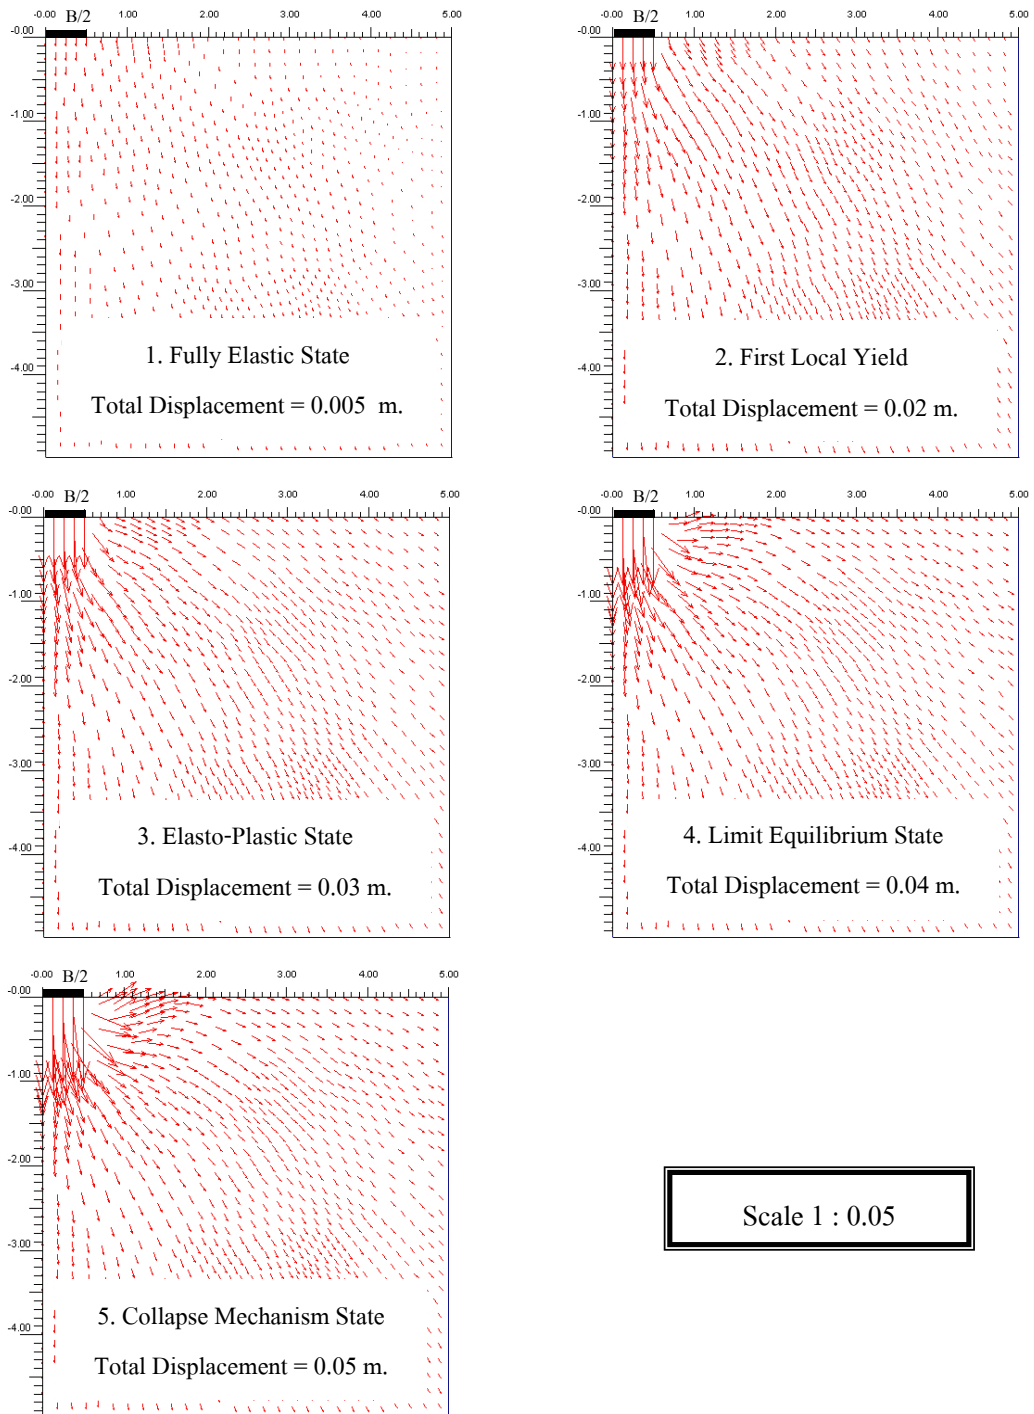 B/2
-0.00 1.00 2.00 3.00 4.00 5.00
-0.00
-1.00
-2.00
-3.00
-4.00
1. Fully Elastic State
Total Displacement = 0.005 m.
B/2
-0.00 1.00 2.00 3.00 4.00 5.00
-0.00
-1.00
-2.00
-3.00
-4.00
2. First Local Yield
Total Displacement = 0.02 m.
B/2
-0.00 1.00 2.00 3.00 4.00 5.00
-0.00
-1.00
-2.00
-3.00
-4.00
3. Elasto-Plastic State
Total Displacement = 0.03 m.
B/2
-0.00 1.00 2.00 3.00 4.00 5.00
-0.00
-1.00
-2.00
-3.00
-4.00
4. Limit Equilibrium State
Total Displacement = 0.04 m.
B/2
-0.00 1.00 2.00 3.00 4.00 5.00
-0.00
-1.00
-2.00
-3.00
-4.00
5. Collapse Mechanism State
Total Displacement = 0.05 m.
Scale 1 : 0.05